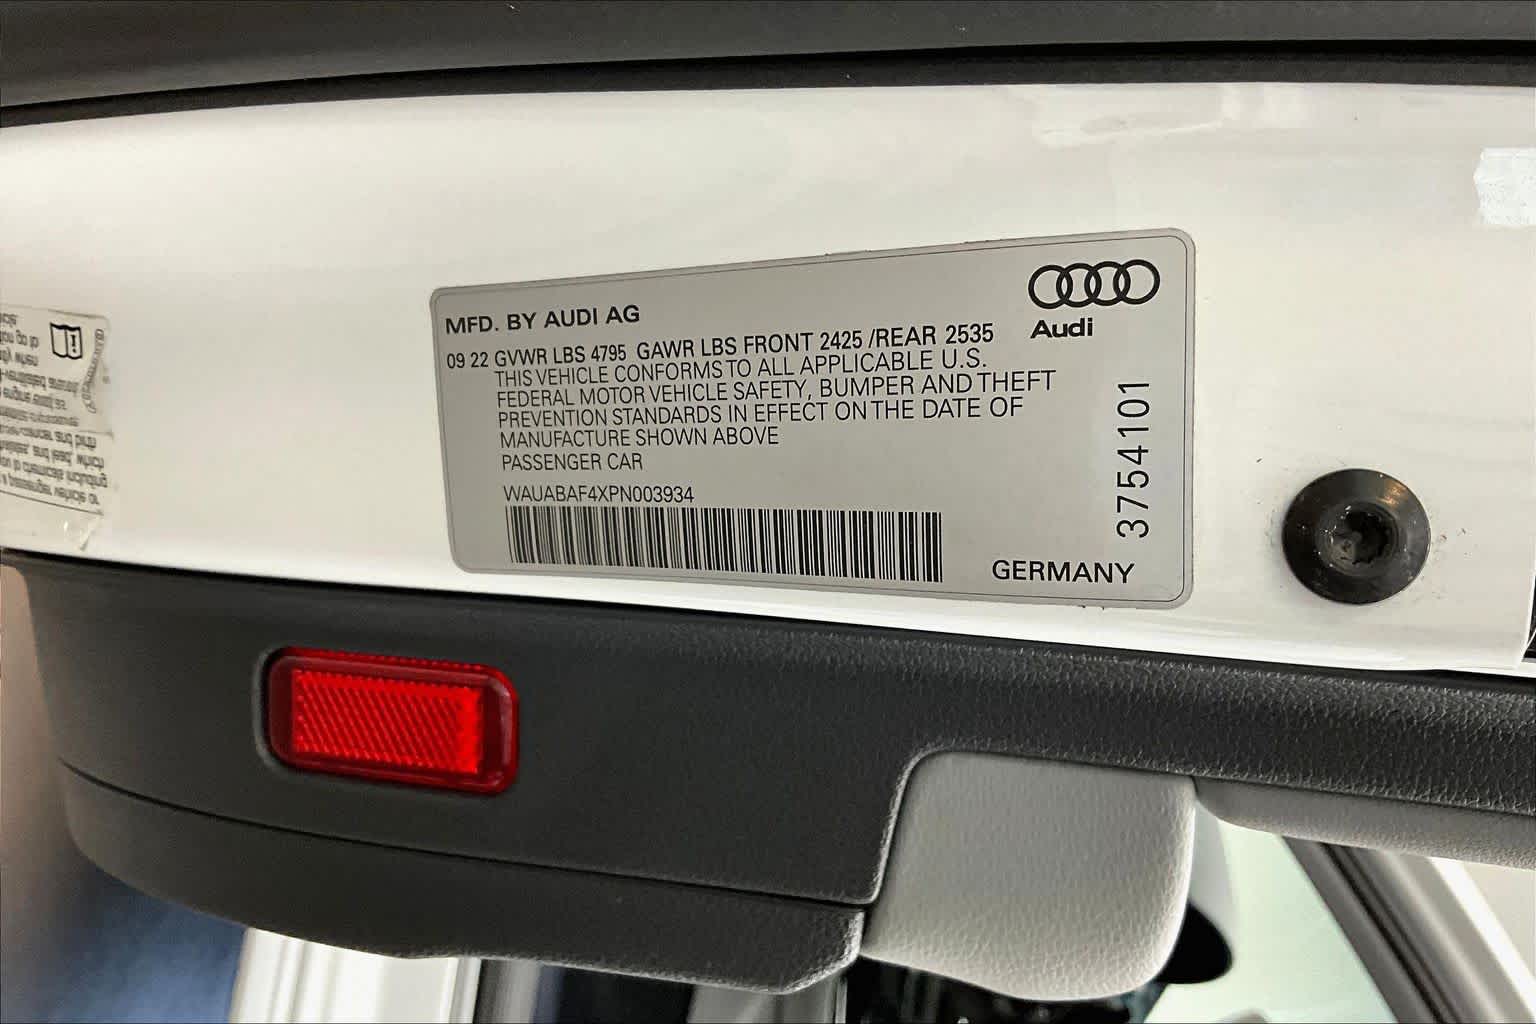 MFD. BY AUDI AG
09 22 GVWR LBS 4795 GAWR LBS FRONT 2425 /REAR 2535
THIS VEHICLE CONFORMS TO ALL APPLICABLE U.S.
FEDERAL MOTOR VEHICLE SAFETY, BUMPER AND THEFT
PREVENTION STANDARDS IN EFFECT ON THE DATE OF
MANUFACTURE SHOWN ABOVE
PASSENGER CAR
WAUABAF4XPN003934
Audi
3754101
GERMANY